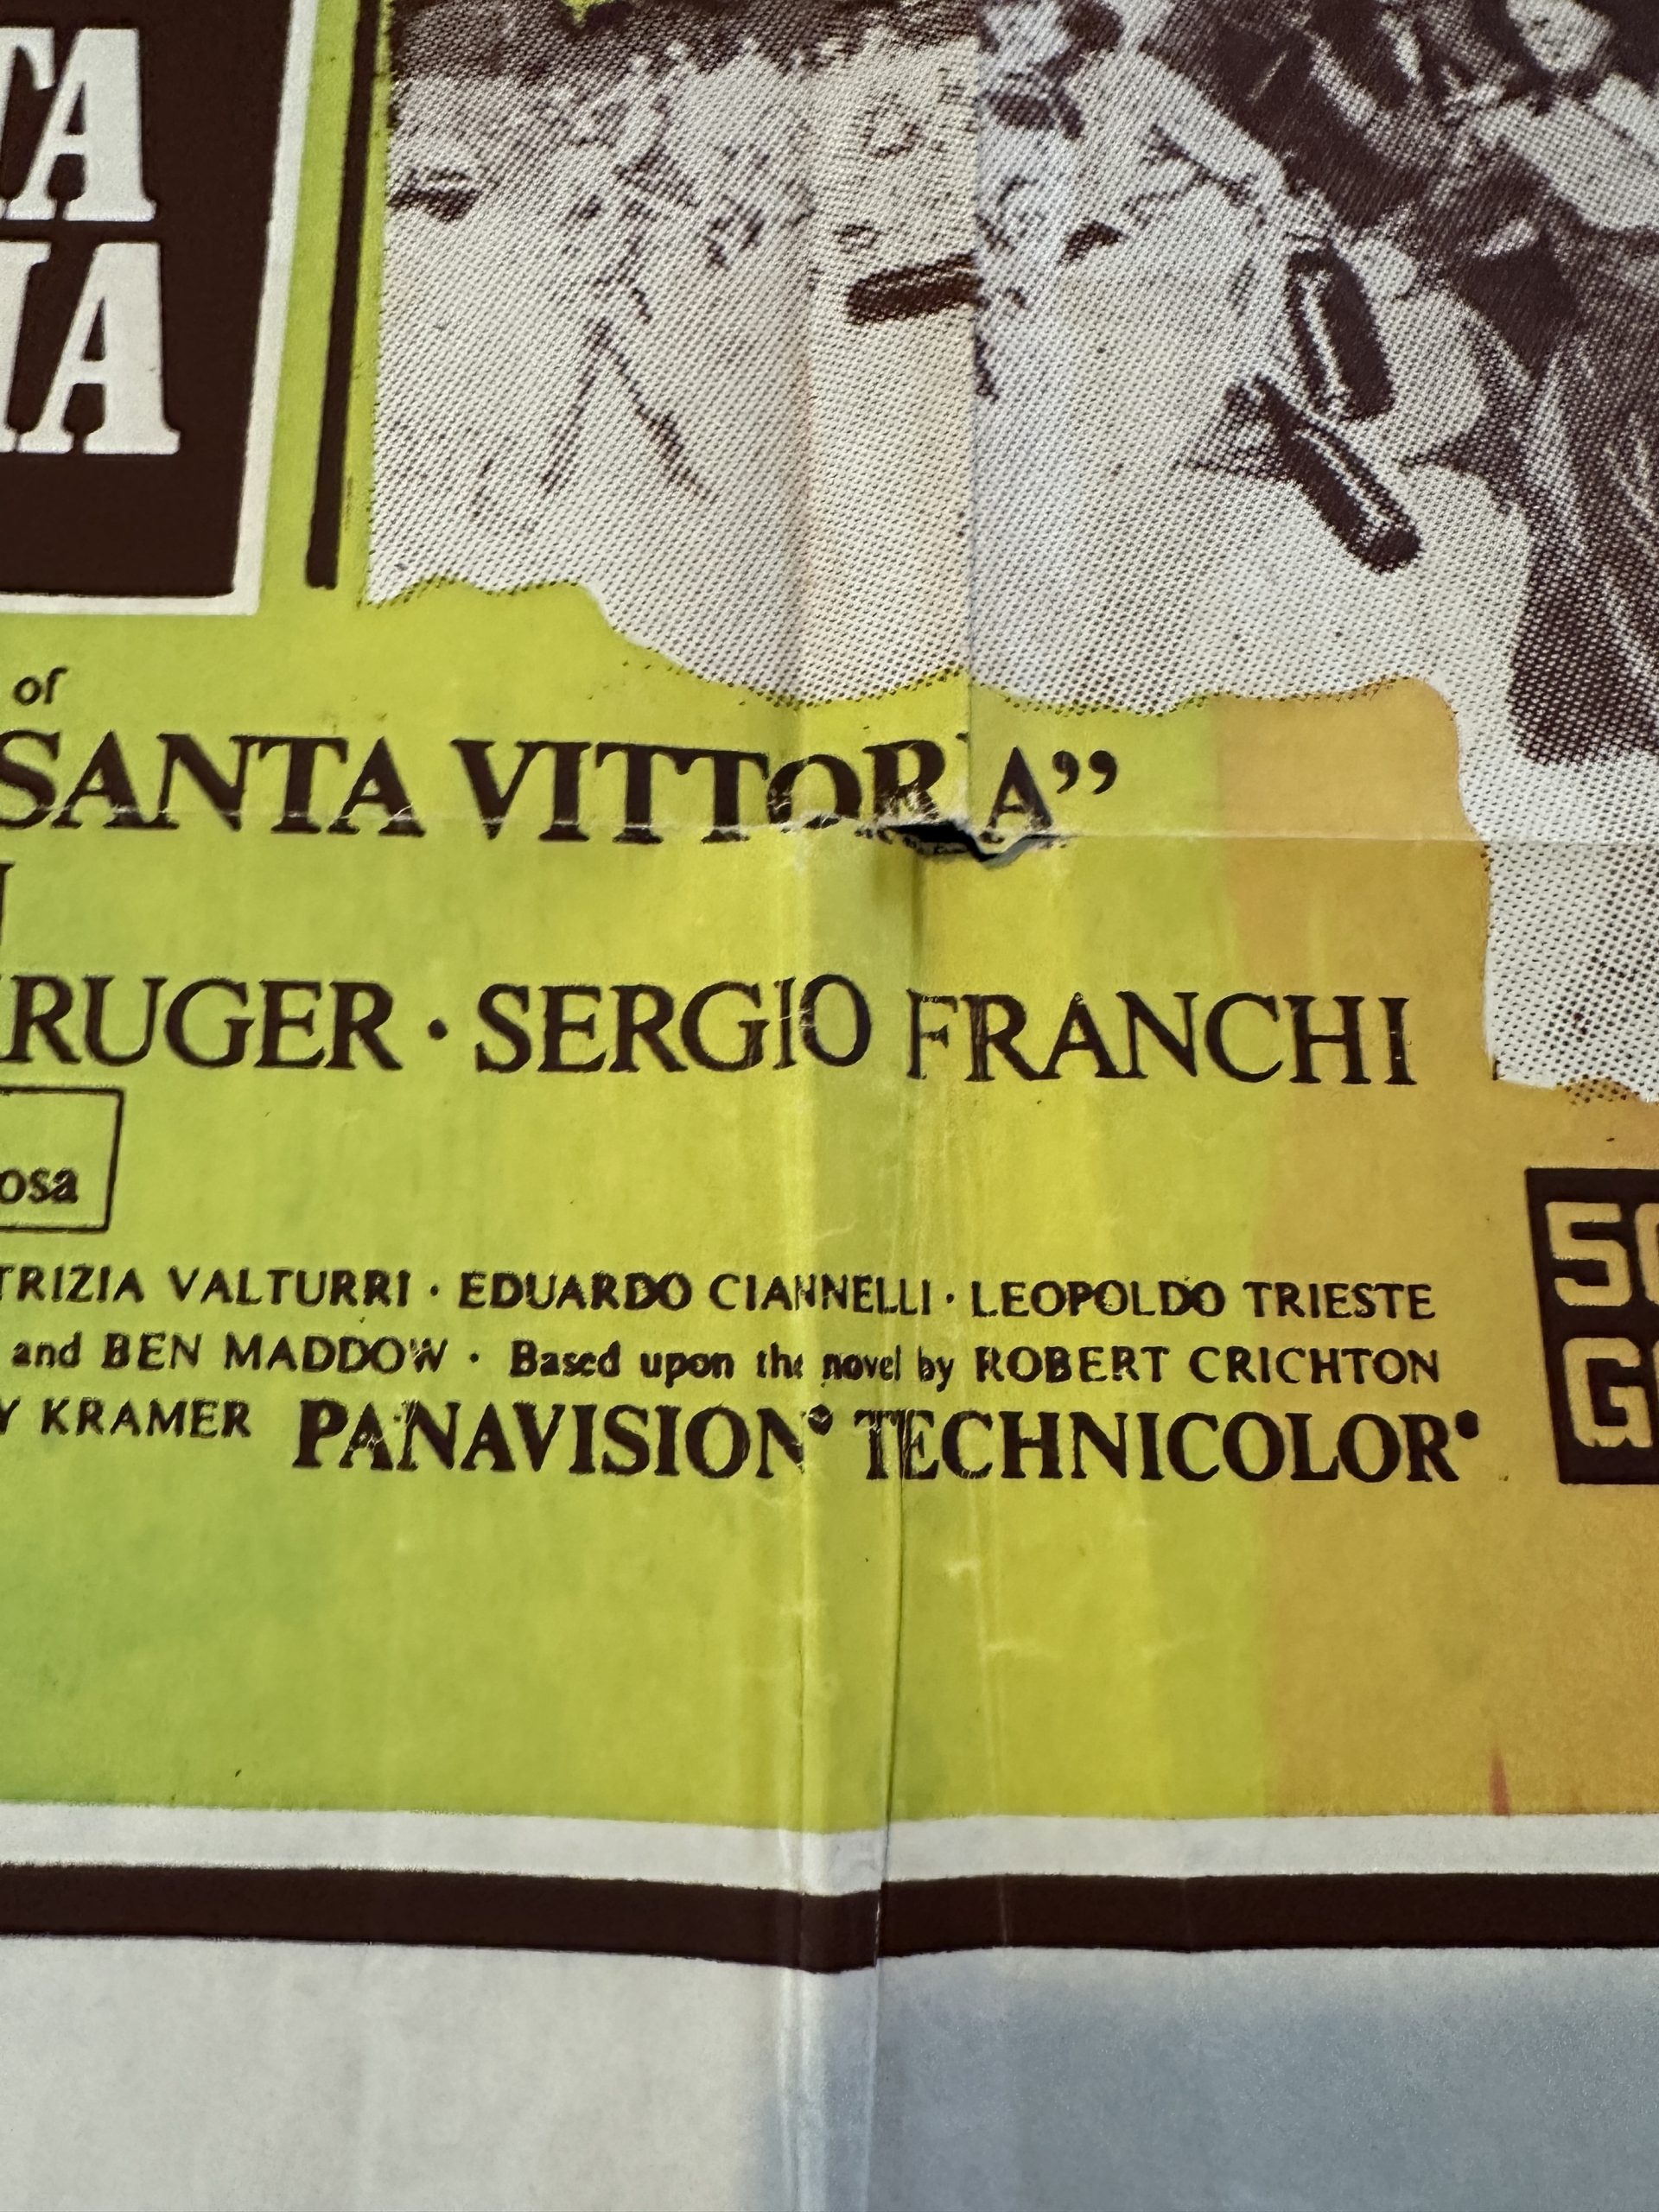 TA
IA
of
SANTA VITTOR A”
RUGER · SERGIO FRANCHI
osa
TRIZIA VALTURRI · EDUARDO CIANNELLI · LEOPOLDO TRIESTE
and BEN MADDOW · Based upon the novel by ROBERT CRICHTON
Y KRAMER PANAVISION® TECHNICOLOR®